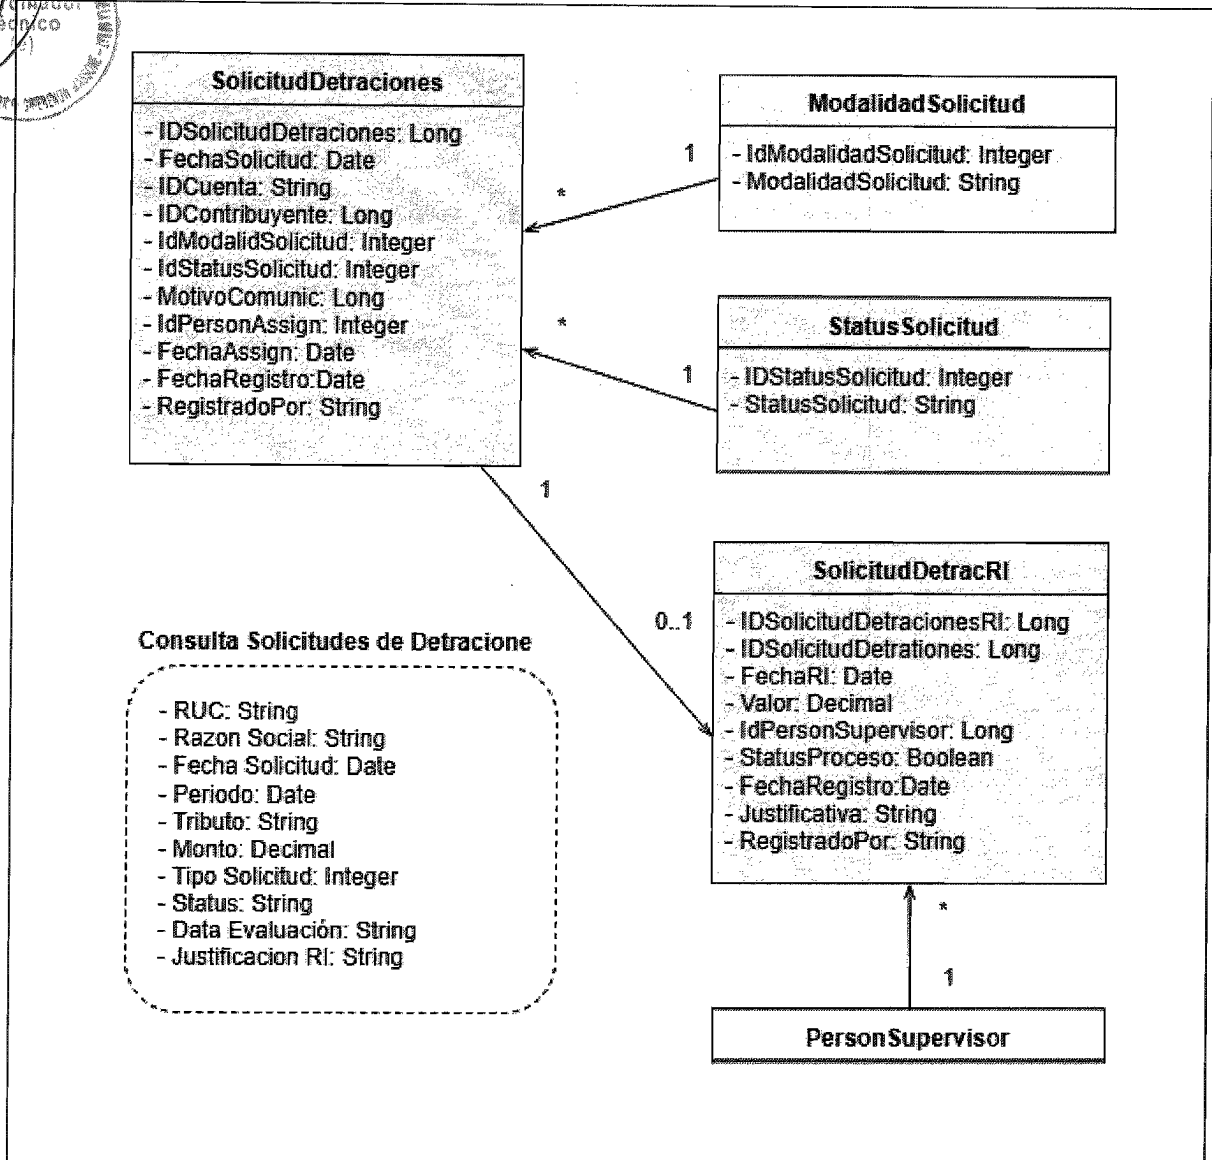 SolicitudDetraciones
- IDSolicitudDetraciones: Long
- FechaSolicitud: Date
- IDCuenta: String
- IDContribuyente: Long
- IdModalidSolicitud: Integer
- IdStatusSolicitud: Integer
- MotivoComunic: Long
- IdPersonAssign: Integer
- FechaAssign: Date
- FechaRegistro:Date
- RegistradoPor: String
ModalidadSolicitud
- IdModalidadSolicitud: Integer
- ModalidadSolicitud: String
1
*
StatusSolicitud
- IDStatusSolicitud: Integer
- StatusSolicitud: String
*
1
1
0..1
SolicitudDetracRI
- IDSolicitudDetracionesRI: Long
- IDSolicitudDetrationes: Long
- FechaRI: Date
- Valor: Decimal
- IdPersonSupervisor: Long
- StatusProceso: Boolean
- FechaRegistro:Date
- Justificativa: String
- RegistradoPor: String
*
1
PersonSupervisor
Consulta Solicitudes de Detracione
- RUC: String
- Razon Social: String
- Fecha Solicitud: Date
- Periodo: Date
- Tributo: String
- Monto: Decimal
- Tipo Solicitud: Integer
- Status: String
- Data Evaluación: String
- Justificacion RI: String